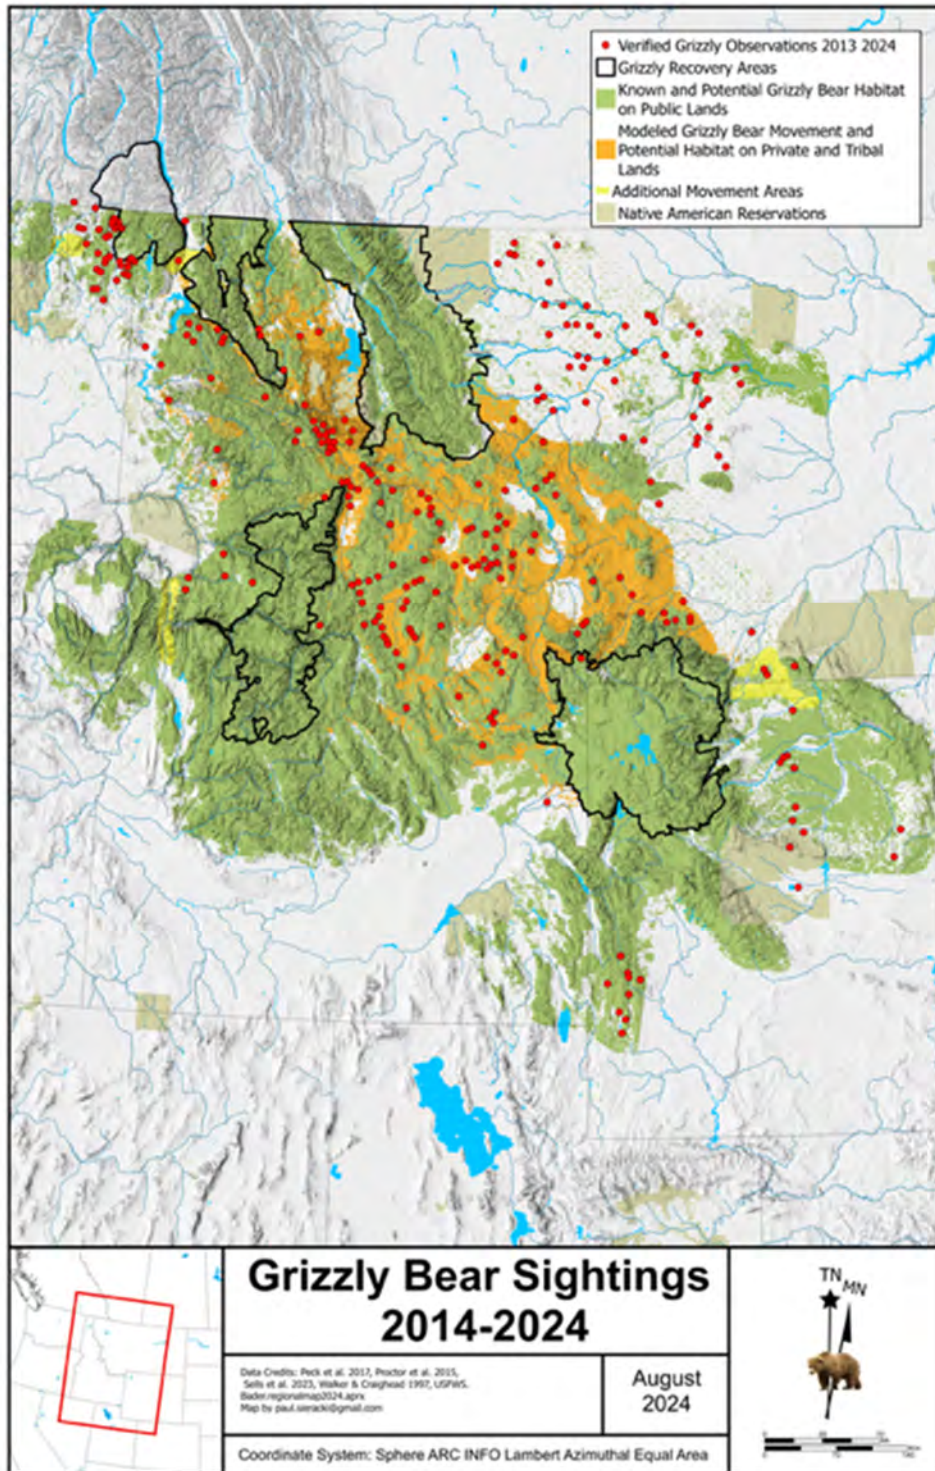 Verified Grizzly Observations 2013 2024
Grizzly Recovery Areas
Known and Potential Grizzly Bear Habitat
on Public Lands
Modeled Grizzly Bear Movement and
Potential Habitat on Private and Tribal
Lands
Additional Movement Areas
Native American Reservations
Grizzly Bear Sightings
2014-2024
Data Credits: Peck et al. 2017, Proctor et al. 2015,
Sells et al. 2023, Walker & Craighead 1997, USFWS.
Bader.regionalmap2024.aprx
Map by paul.sieracki@gmail.com
August
2024
Coordinate System: Sphere ARC INFO Lambert Azimuthal Equal Area
TN
MN